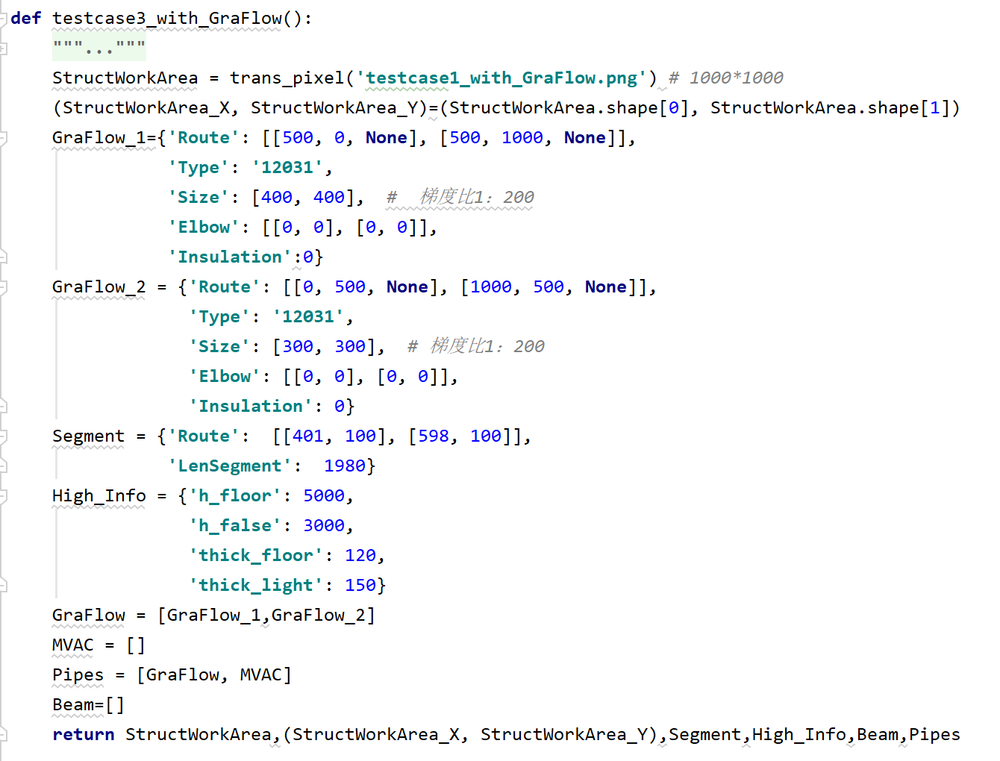 def testcase3_with_GraFlow():
    """..."""
    StructWorkArea = trans_pixel('testcase1_with_GraFlow.png') # 1000*1000
    (StructWorkArea_X, StructWorkArea_Y)=(StructWorkArea.shape[0], StructWorkArea.shape[1])
    GraFlow_1={'Route': [[500, 0, None], [500, 1000, None]],
               'Type': '12031',
               'Size': [400, 400],  #  梯度比1：200
               'Elbow': [[0, 0], [0, 0]],
               'Insulation':0}
    GraFlow_2 = {'Route': [[0, 500, None], [1000, 500, None]],
                 'Type': '12031',
                 'Size': [300, 300],  # 梯度比1：200
                 'Elbow': [[0, 0], [0, 0]],
                 'Insulation': 0}
    Segment = {'Route':  [[401, 100], [598, 100]],
               'LenSegment':  1980}
    High_Info = {'h_floor': 5000,
                 'h_false': 3000,
                 'thick_floor': 120,
                 'thick_light': 150}
    GraFlow = [GraFlow_1,GraFlow_2]
    MVAC = []
    Pipes = [GraFlow, MVAC]
    Beam=[]
    return StructWorkArea,(StructWorkArea_X, StructWorkArea_Y),Segment,High_Info,Beam,Pipes